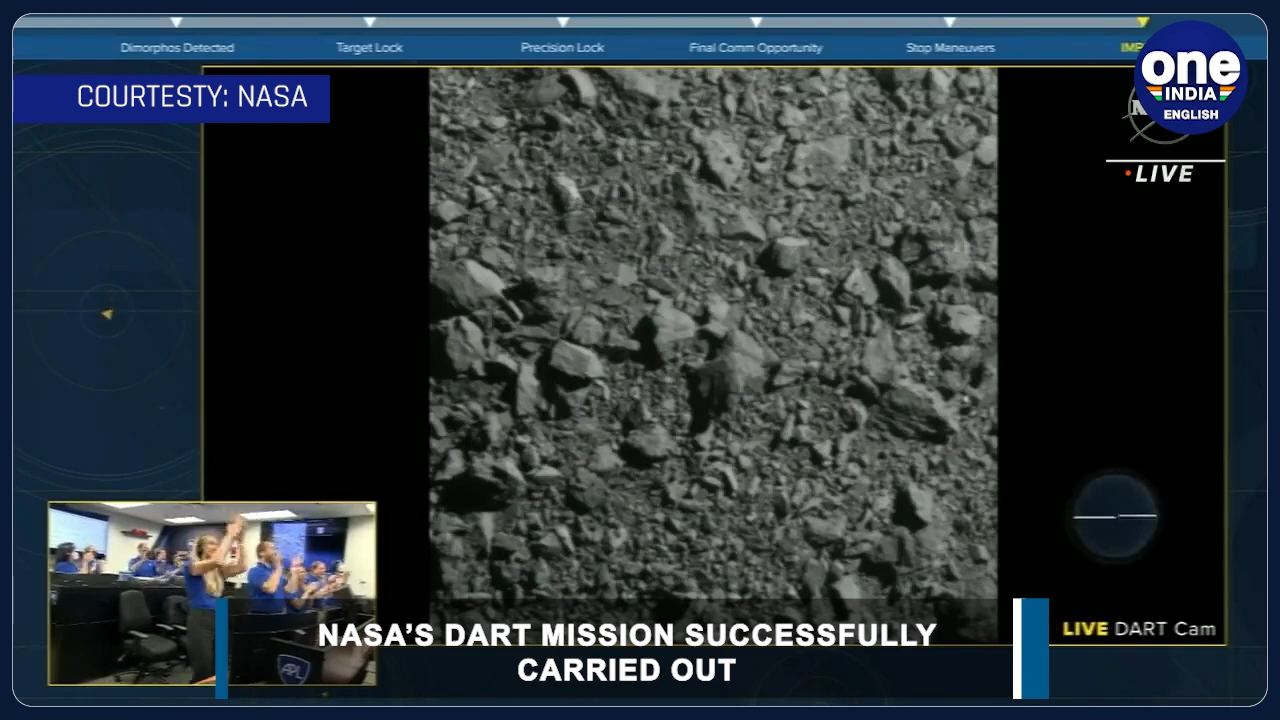 Dimorphos Detected
Target Lock
Precision Lock
Final Comm Opportunity
Stop Maneuvers
COURTESTY: NASA
one
INDIA
ENGLISH
LIVE
APL
LIVE DART Cam
NASA'S DART MISSION SUCCESSFULLY
CARRIED OUT